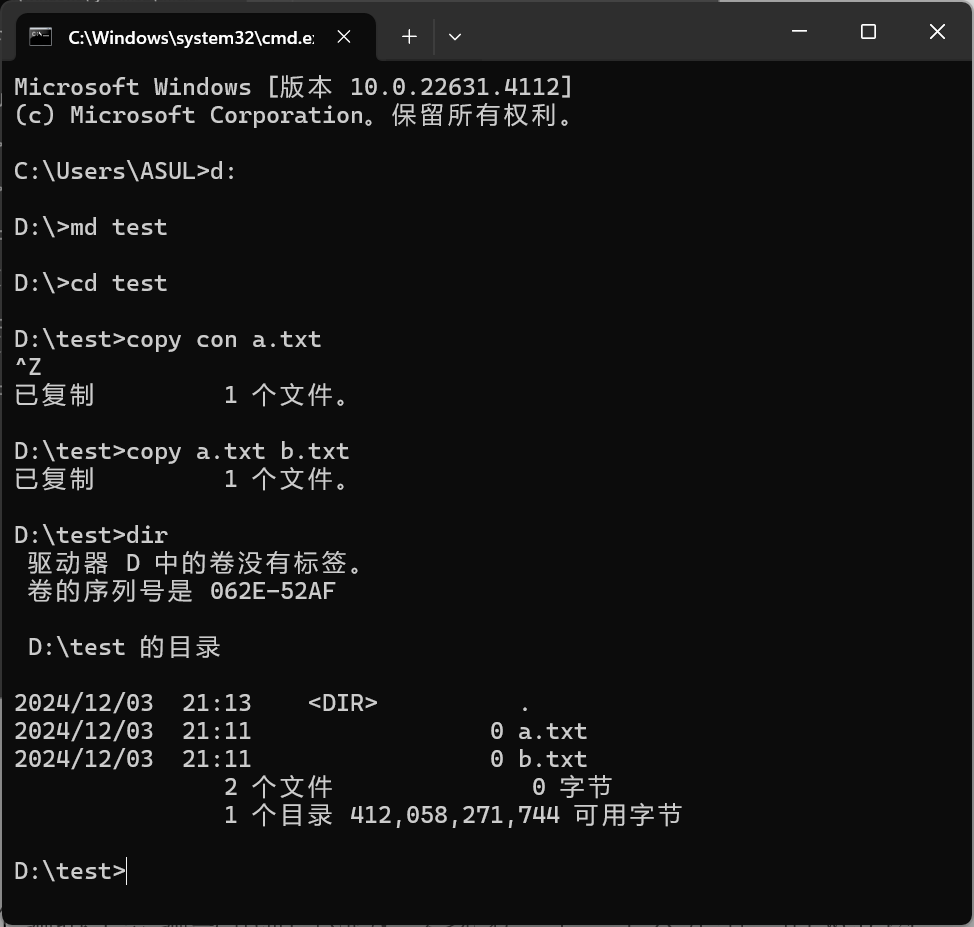 C:\Windows\system32\cmd.e
Microsoft Windows [版本 10.0.22631.4112]
(c) Microsoft Corporation。保留所有权利。
C:\Users\ASUL>d:
D:\>md test
D:\>cd test
D:\test>copy con a.txt
^Z
已复制         1 个文件。
D:\test>copy a.txt b.txt
已复制         1 个文件。
D:\test>dir
驱动器 D 中的卷没有标签。
卷的序列号是 062E-52AF
D:\test 的目录
2024/12/03  21:13    <DIR>          .
2024/12/03  21:11                 0 a.txt
2024/12/03  21:11                 0 b.txt
2 个文件              0 字节
1 个目录 412,058,271,744 可用字节
D:\test>